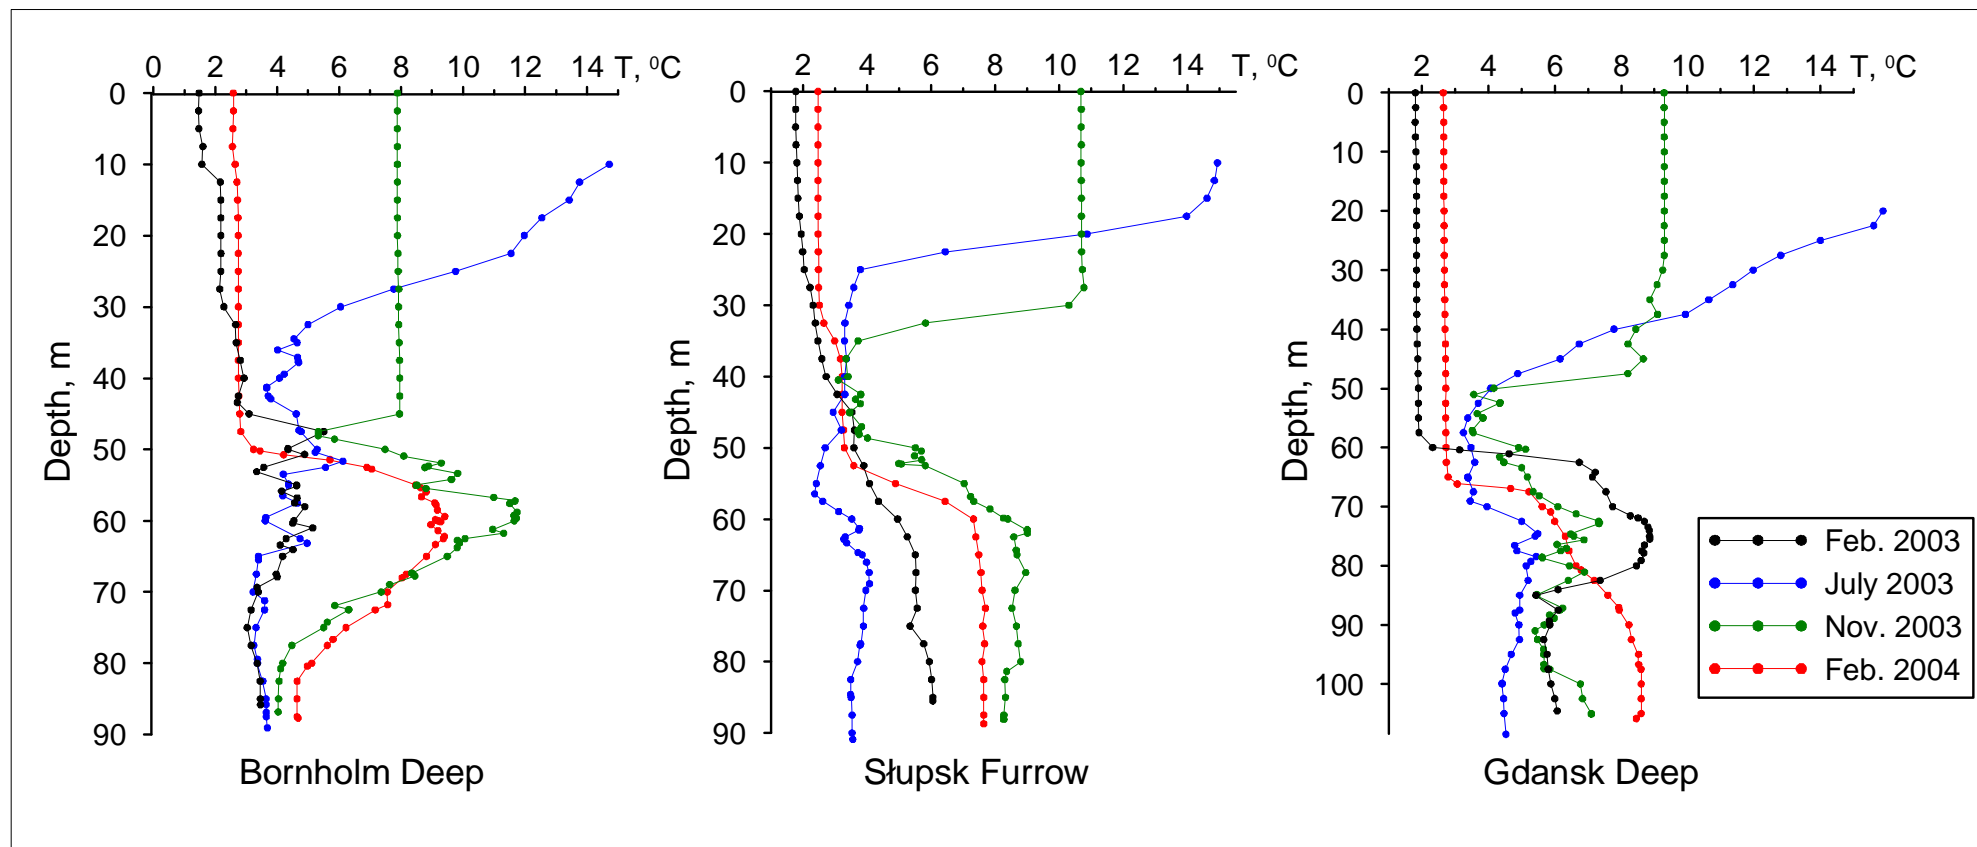 0 2 4 6 8 10 12 14 T, ⁰C
0
10
20
30
40
50
60
70
80
90
Depth, m
Bornholm Deep
2 4 6 8 10 12 14 T, ⁰C
0
10
20
30
40
50
60
70
80
90
Depth, m
Słupsk Furrow
2 4 6 8 10 12 14 T, ⁰C
0
10
20
30
40
50
60
70
80
90
100
Depth, m
Gdansk Deep
Feb. 2003
July 2003
Nov. 2003
Feb. 2004